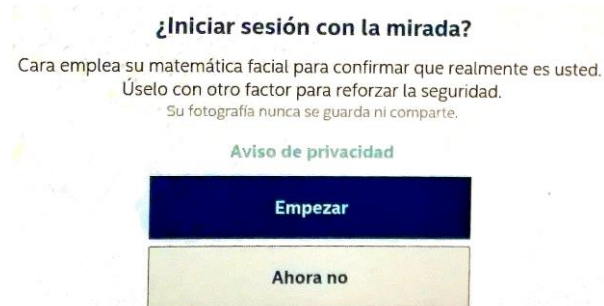 ¿Iniciar sesión con la mirada?
Cara emplea su matemática facial para confirmar que realmente es usted.
Úselo con otro factor para reforzar la seguridad.
Su fotografía nunca se guarda ni comparte.
Aviso de privacidad
Empezar
Ahora no